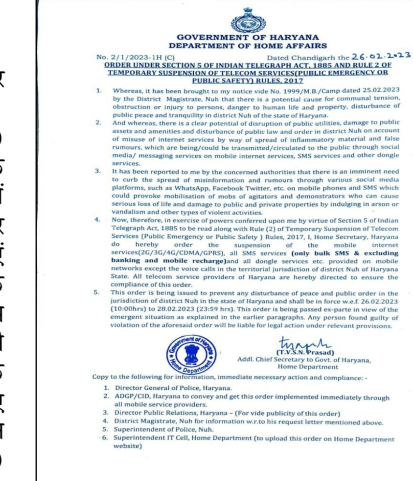 GOVERNMENT OF HARYANA
DEPARTMENT OF HOME AFFAIRS
No. 2/1/2023-1H (C) Dated Chandigarh the 26.02.2023
ORDER UNDER SECTION 5 OF INDIAN TELEGRAPH ACT, 1885 AND RULE 2 OF
TEMPORARY SUSPENSION OF TELECOM SERVICES(PUBLIC EMERGENCY OR
PUBLIC SAFETY) RULES, 2017
1. Whereas, it has been brought to my notice vide No. 1999/M.B./Camp dated 25.02.2023
by the District Magistrate, Nuh that there is a potential cause for communal tension,
obstruction or injury to persons, danger to human life and property, disturbance of
public peace and tranquility in district Nuh of the state of Haryana.
2. And whereas, there is a clear potential of disruption of public utilities, damage to public
assets and amenities and disturbance of public law and order in district Nuh on account
of misuse of internet services by way of spread of inflammatory material and false
rumours, which are being/could be transmitted/circulated to the public through social
media/ messaging services on mobile internet services, SMS services and other dongle
services.
3. It has been reported to me by the concerned authorities that there is an imminent need
to curb the spread of misinformation and rumours through various social media
platforms, such as WhatsApp, Facebook Twitter, etc. on mobile phones and SMS which
could provoke mobilisation of mobs of agitators and demonstrators who can cause
serious loss of life and damage to public and private properties by indulging in arson or
vandalism and other types of violent activities.
4. Now, therefore, in exercise of powers conferred upon me by virtue of Section 5 of Indian
Telegraph Act, 1885 to be read along with Rule (2) of Temporary Suspension of Telecom
Services (Public Emergency or Public Safety ) Rules, 2017, I, Home Secretary, Haryana
do hereby order the suspension of the mobile internet
services(2G/3G/4G/CDMA/GPRS), all SMS services (only bulk SMS & excluding
banking and mobile recharge)and all dongle services etc. provided on mobile
networks except the voice calls in the territorial jurisdiction of district Nuh of Haryana
State. All telecom service providers of Haryana are hereby directed to ensure the
compliance of this order.
5. This order is being issued to prevent any disturbance of peace and public order in the
jurisdiction of district Nuh in the state of Haryana and shall be in force w.e.f. 26.02.2023
(10:00hrs) to 28.02.2023 (23:59 hrs). This order is being passed ex-parte in view of the
emergent situation as explained in the earlier paragraphs. Any person found guilty of
violation of the aforesaid order will be liable for legal action under relevant provisions.
(T.V.S.N. Prasad)
Addl. Chief Secretary to Govt. of Haryana,
Home Department
Copy to the following for information, immediate necessary action and compliance: -
1. Director General of Police, Haryana.
2. ADGP/CID, Haryana to convey and get this order implemented immediately through
all mobile service providers.
3. Director Public Relations, Haryana – (For vide publicity of this order)
4. District Magistrate, Nuh for information w.r.to his request letter mentioned above.
5. Superintendent of Police, Nuh.
6. Superintendent IT Cell, Home Department (to upload this order on Home Department
website)